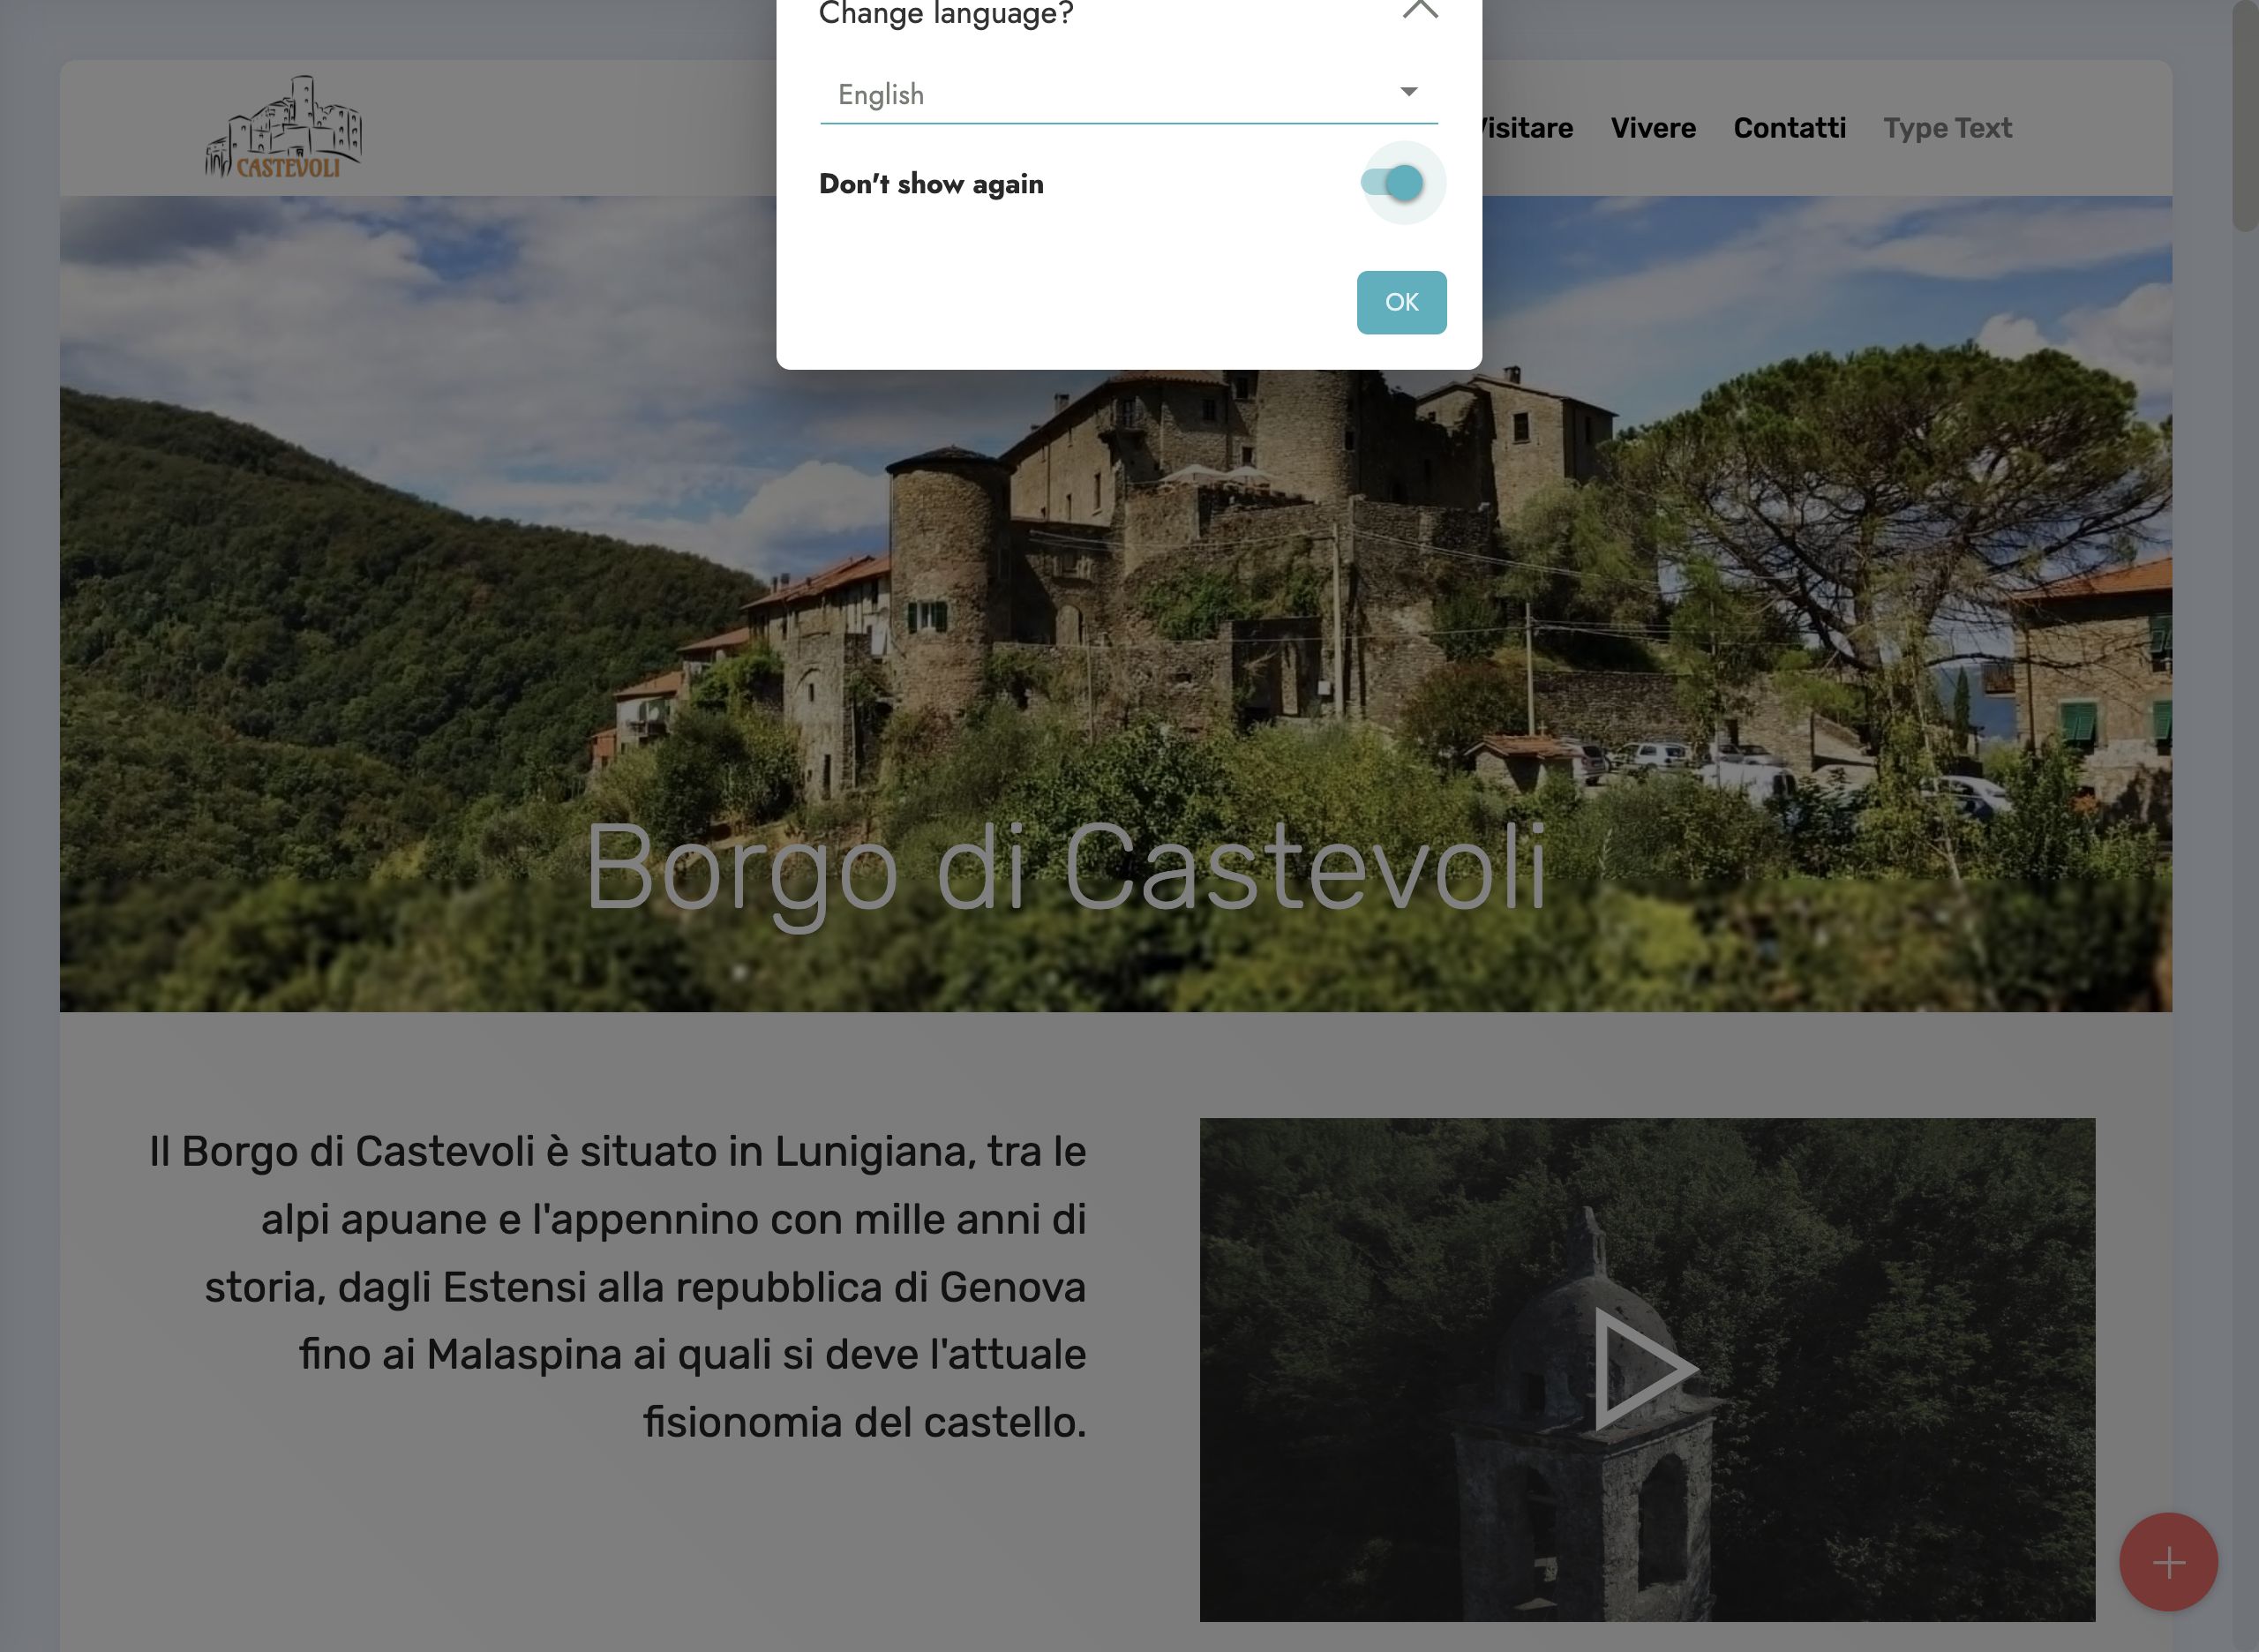 Change language?
English
Don't show again
OK
CASTEVOLI
Visitare Vivere Contatti Type Text
Borgo di Castevoli
Il Borgo di Castevoli è situato in Lunigiana, tra le
alpi apuane e l'appennino con mille anni di
storia, dagli Estensi alla repubblica di Genova
fino ai Malaspina ai quali si deve l'attuale
fisionomia del castello.